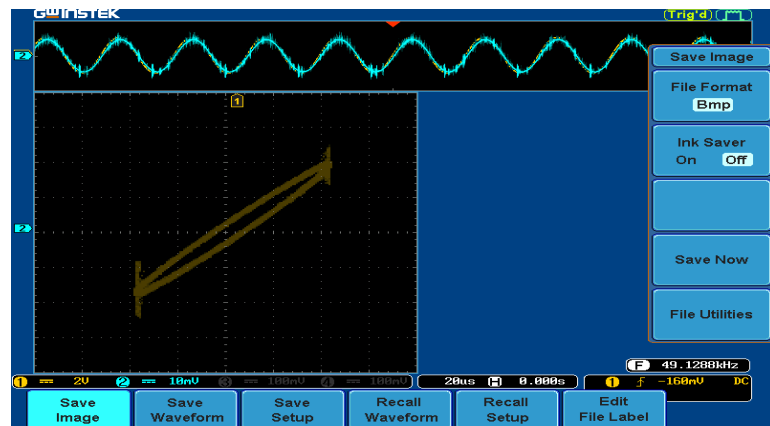 GWINSTEK
Trig'd
2
Save Image
File Format
Bmp
1
Ink Saver
On Off
2
Save Now
File Utilities
F 49.1288kHz
1 2V 2 10mV 3 100mV 4 100mV 20us H 0.000s 1 -160mV DC
Save Image
Save Waveform
Save Setup
Recall Waveform
Recall Setup
Edit File Label